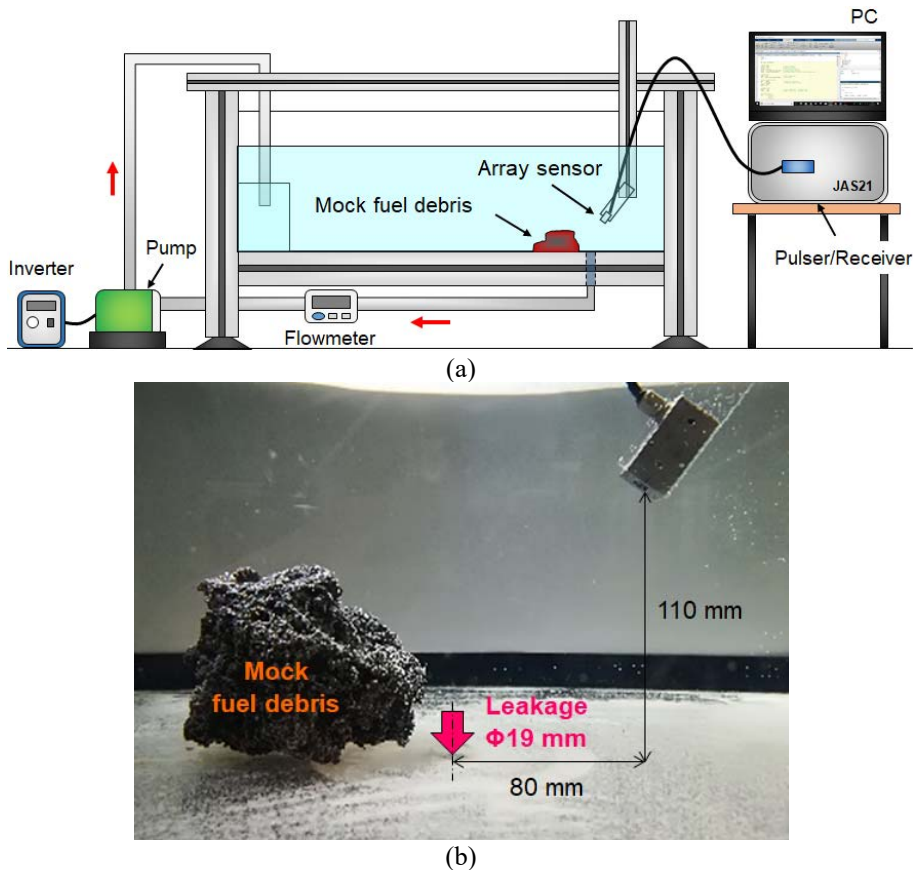 PC
Array sensor
Mock fuel debris
JAS21
Pulser/Receiver
Pump
Inverter
Flowmeter
(a)
110 mm
Mock
fuel debris
Leakage
Φ19 mm
80 mm
(b)